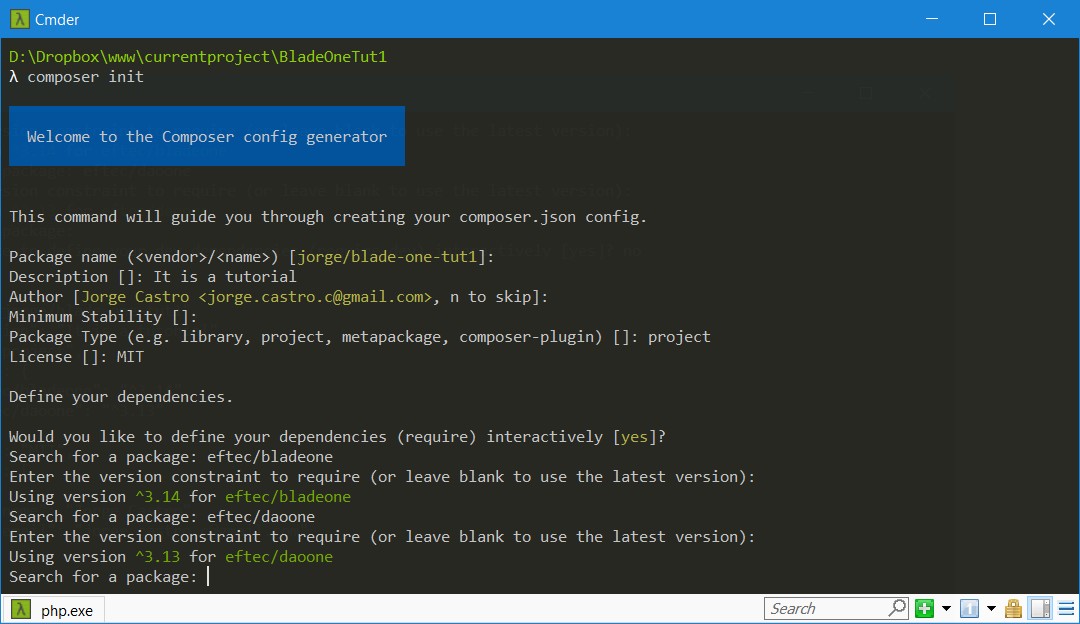 Cmder
D:\Dropbox\www\currentproject\BladeOneTut1
λ composer init
Welcome to the Composer config generator
This command will guide you through creating your composer.json config.
Package name (<vendor>/<name>) [jorge/blade-one-tut1]:
Description []: It is a tutorial
Author [Jorge Castro <jorge.castro.c@gmail.com>, n to skip]:
Minimum Stability []:
Package Type (e.g. library, project, metapackage, composer-plugin) []: project
License []: MIT
Define your dependencies.
Would you like to define your dependencies (require) interactively [yes]?
Search for a package: eftec/bladeone
Enter the version constraint to require (or leave blank to use the latest version):
Using version ^3.14 for eftec/bladeone
Search for a package: eftec/daoone
Enter the version constraint to require (or leave blank to use the latest version):
Using version ^3.13 for eftec/daoone
Search for a package:
λ php.exe
Search